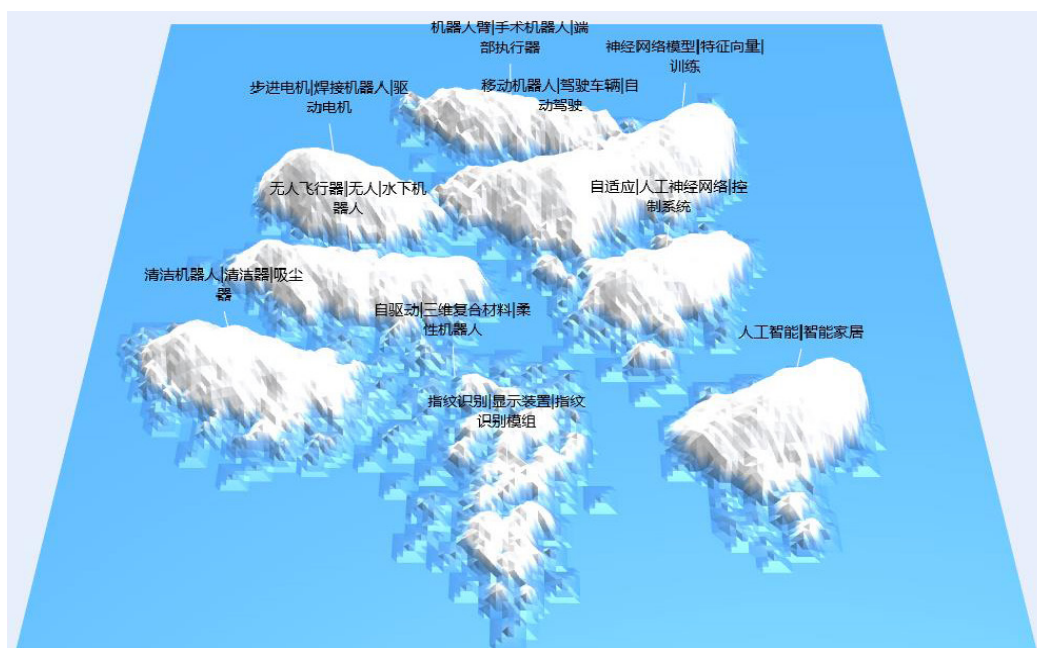 机器人臂|手术机器人|端
部执行器
神经网络模型|特征向量|
训练
步进电机|焊接机器人|驱
动电机
移动机器人|驾驶车辆|自
动驾驶
无人飞行器|无人|水下机
器人
自适应|人工神经网络|控
制系统
清洁机器人|清洁器|吸尘
器
自驱动|三维复合材料|柔
性机器人
人工智能|智能家居
指纹识别|显示装置|指纹
识别模组